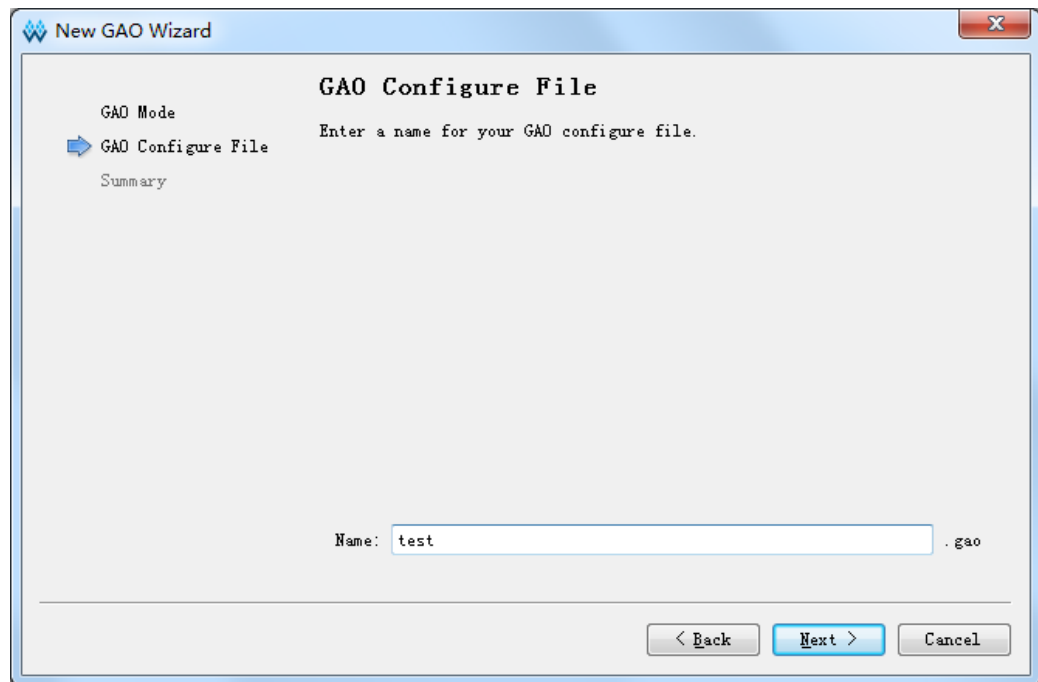 New GAO Wizard
GAO Mode
GAO Configure File
Summary
GAO Configure File
Enter a name for your GAO configure file.
Name: test .gao
< Back Next > Cancel